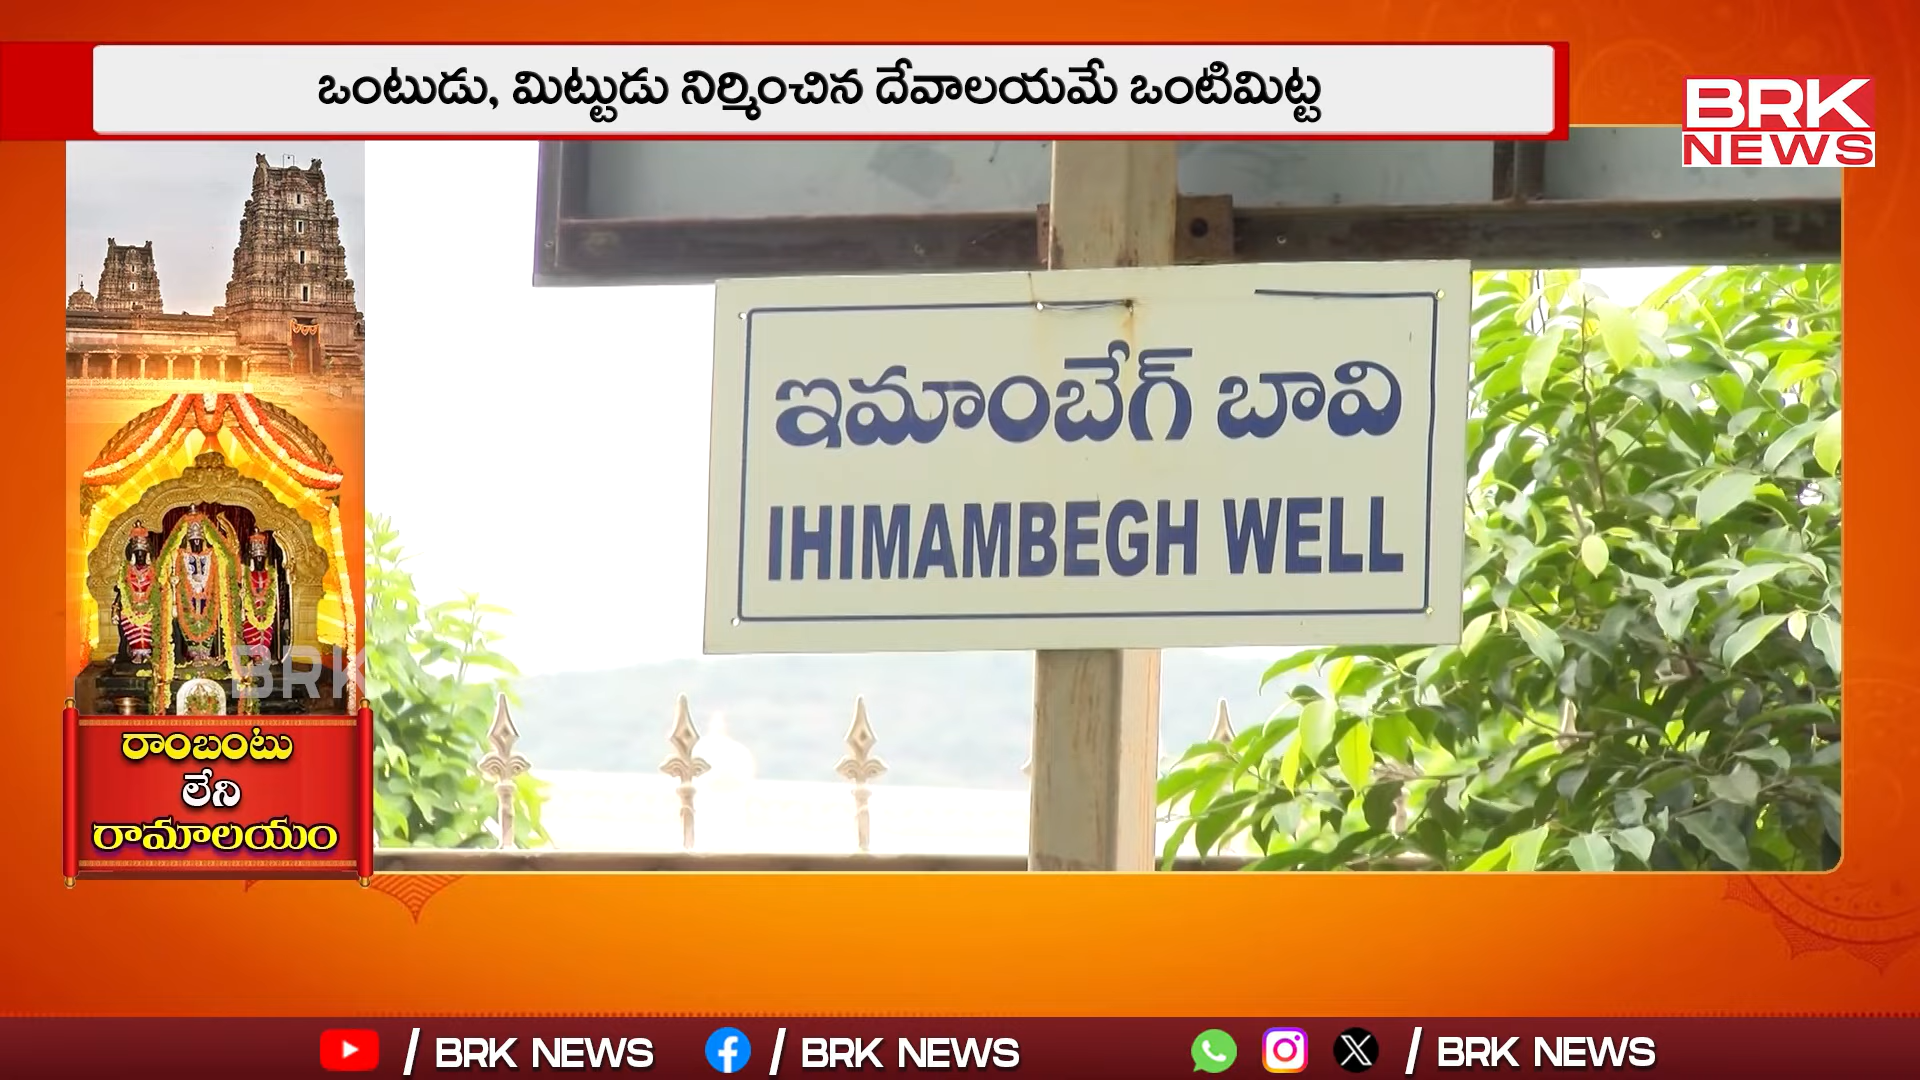 ఒంటుడు, మిట్టుడు నిర్మించిన దేవాలయమే ఒంటిమిట్ట
BRK
NEWS
ఇమాంబేగ్ బావి
IHIMAMBEGH WELL
BRK
రాంబంటు
లేని
రామాలయం
/ BRK NEWS / BRK NEWS / BRK NEWS